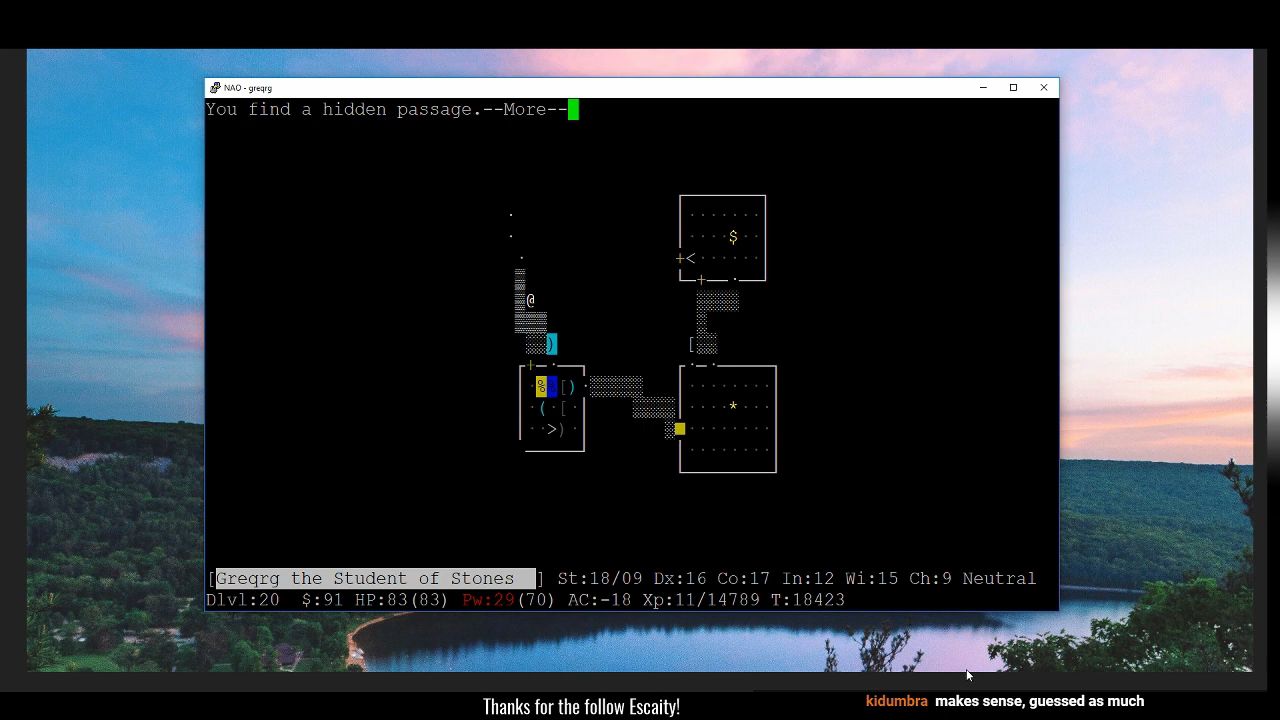 NAO - greqrg
You find a hidden passage.--More--
[Greqrg the Student of Stones ] St:18/09 Dx:16 Co:17 In:12 Wi:15 Ch:9 Neutral
Dlvl:20 $:91 HP:83(83) Pw:29(70) AC:-18 Xp:11/14789 T:18423
Thanks for the follow Escaity!
kidumbra makes sense, guessed as much